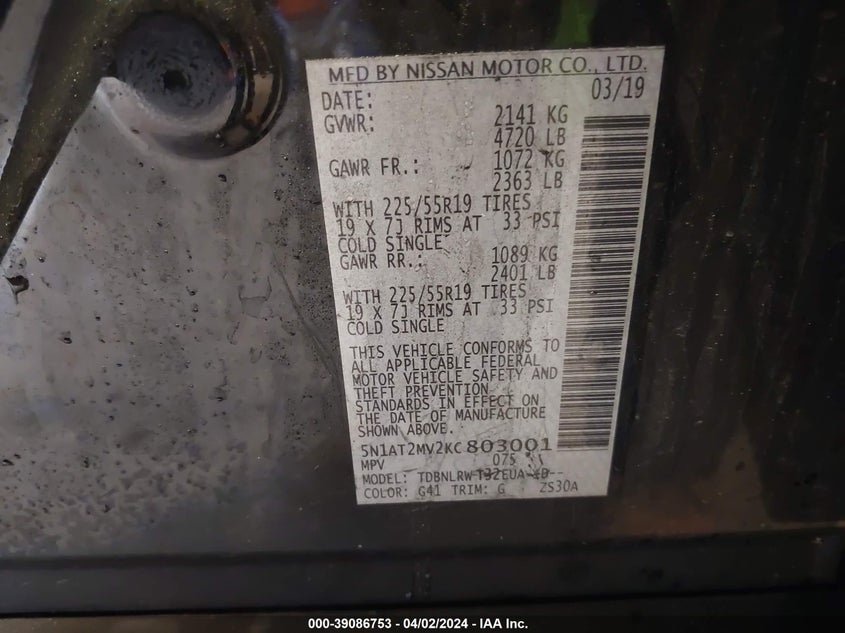 MFD BY NISSAN MOTOR CO., LTD.
DATE: 03/19
GVWR: 2141 KG
4720 LB
GAWR FR.: 1072 KG
2363 LB
WITH 225/55R19 TIRES
19 X 7J RIMS AT 33 PSI
COLD SINGLE
GAWR RR.: 1089 KG
2401 LB
WITH 225/55R19 TIRES
19 X 7J RIMS AT 33 PSI
COLD SINGLE
THIS VEHICLE CONFORMS TO
ALL APPLICABLE FEDERAL
MOTOR VEHICLE SAFETY AND
THEFT PREVENTION
STANDARDS IN EFFECT ON
THE DATE OF MANUFACTURE
SHOWN ABOVE.
5N1AT2MV2KC803001
MPV 075
MODEL: TDBNLRWT32EUA
COLOR: G41 TRIM: G ZS30A
000-39086753 - 04/02/2024 - IAA Inc.